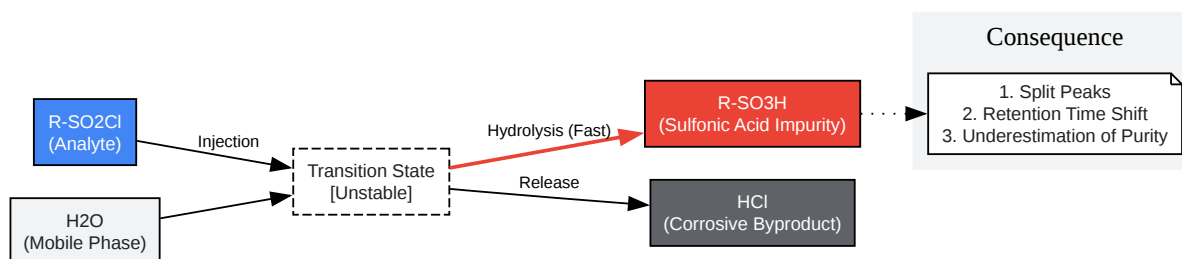 Consequence
R-SO2Cl
(Analyte)
Injection
H2O
(Mobile Phase)
Transition State
[Unstable]
Hydrolysis (Fast)
Release
R-SO3H
(Sulfonic Acid Impurity)
HCl
(Corrosive Byproduct)
1. Split Peaks
2. Retention Time Shift
3. Underestimation of Purity